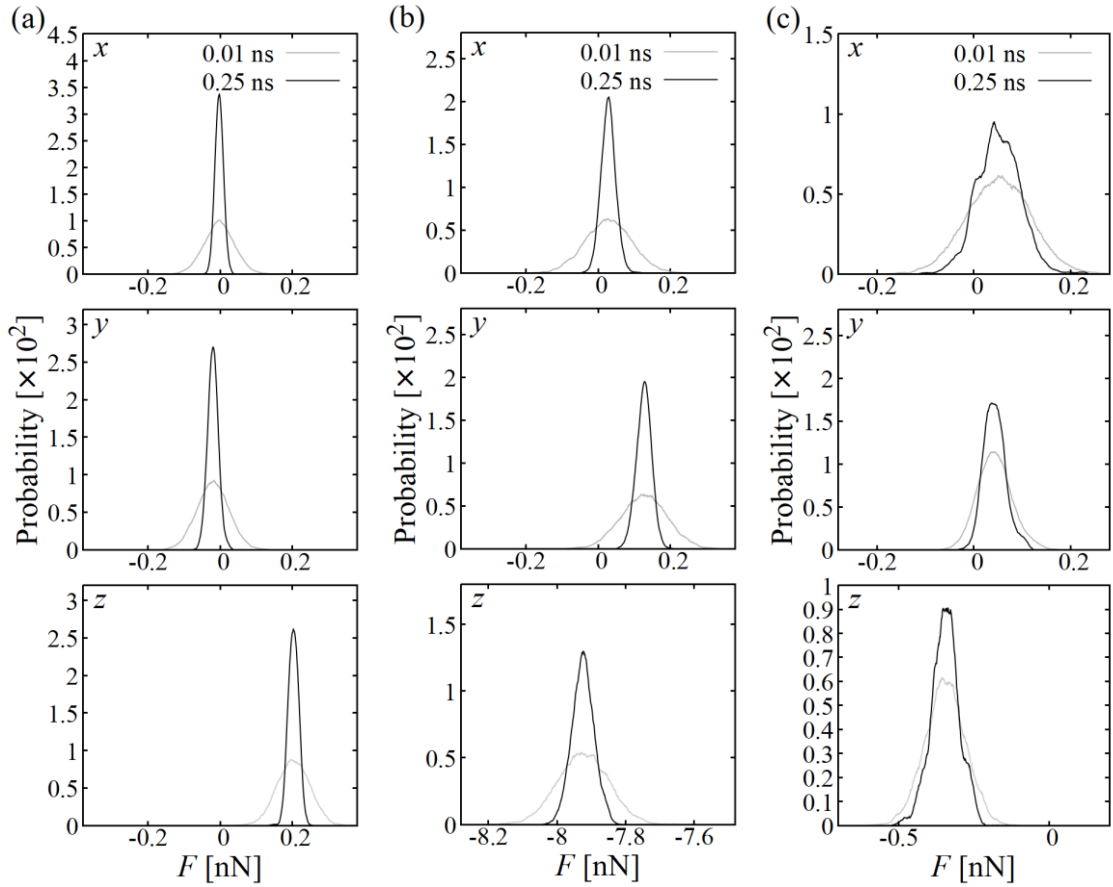 (a)
x
0.01 ns
0.25 ns
4.5
4
3.5
3
2.5
2
1.5
1
0.5
0
-0.2 0 0.2
(b)
x
0.01 ns
0.25 ns
2.5
2
1.5
1
0.5
0
-0.2 0 0.2
(c)
x
0.01 ns
0.25 ns
1.5
1
0.5
0
-0.2 0 0.2
Probability [×10²]
y
3
2.5
2
1.5
1
0.5
0
-0.2 0 0.2
Probability [×10²]
y
2.5
2
1.5
1
0.5
0
-0.2 0 0.2
Probability [×10²]
y
2.5
2
1.5
1
0.5
0
-0.2 0 0.2
z
3
2.5
2
1.5
1
0.5
0
-0.2 0 0.2
F [nN]
z
1.5
1
0.5
0
-8.2 -8 -7.8 -7.6
F [nN]
z
1
0.9
0.8
0.7
0.6
0.5
0.4
0.3
0.2
0.1
0
-0.5 0
F [nN]